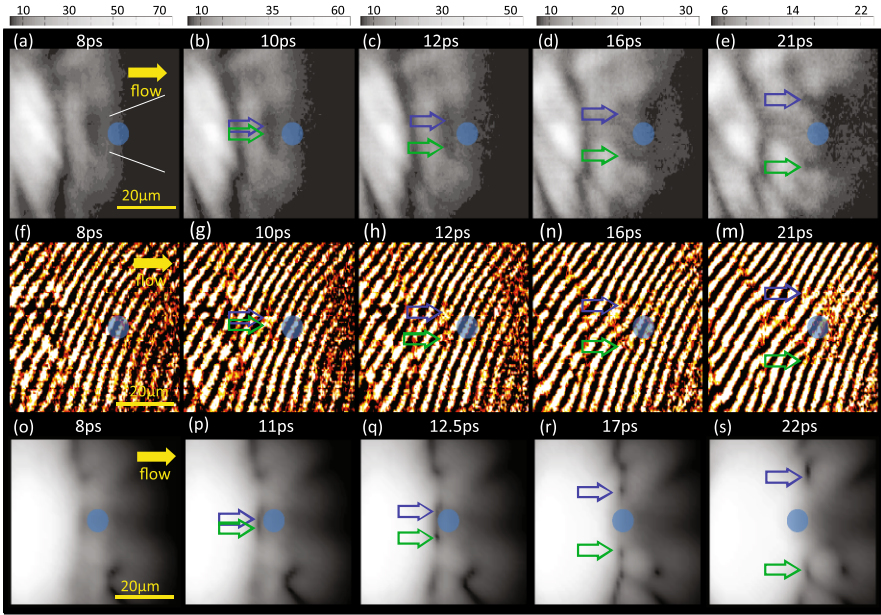 10 30 50 70
10 35 60
10 30 50
10 20 30
6 14 22
(a) 8ps
flow
20μm
(b) 10ps
(c) 12ps
(d) 16ps
(e) 21ps
(f) 8ps
flow
20μm
(g) 10ps
(h) 12ps
(n) 16ps
(m) 21ps
(o) 8ps
flow
20μm
(p) 11ps
(q) 12.5ps
(r) 17ps
(s) 22ps